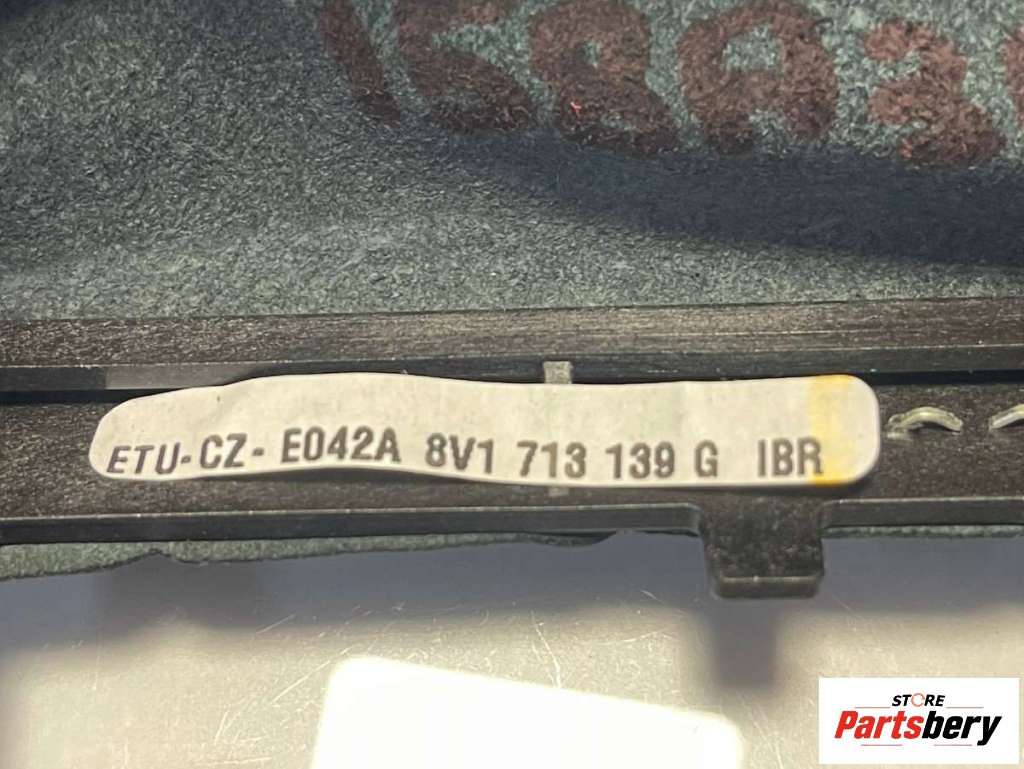 ETU-CZ- E042A 8V1 713 139 G IBR
STORE
Partsbery